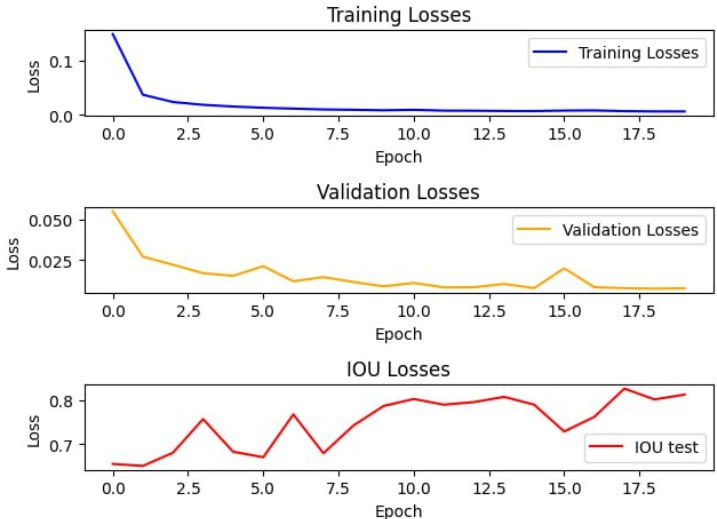 Training Losses
0.1
0.0
Loss
Training Losses
0.0 2.5 5.0 7.5 10.0 12.5 15.0 17.5
Epoch
Validation Losses
0.050
0.025
Loss
Validation Losses
0.0 2.5 5.0 7.5 10.0 12.5 15.0 17.5
Epoch
IOU Losses
0.8
0.7
Loss
IOU test
0.0 2.5 5.0 7.5 10.0 12.5 15.0 17.5
Epoch